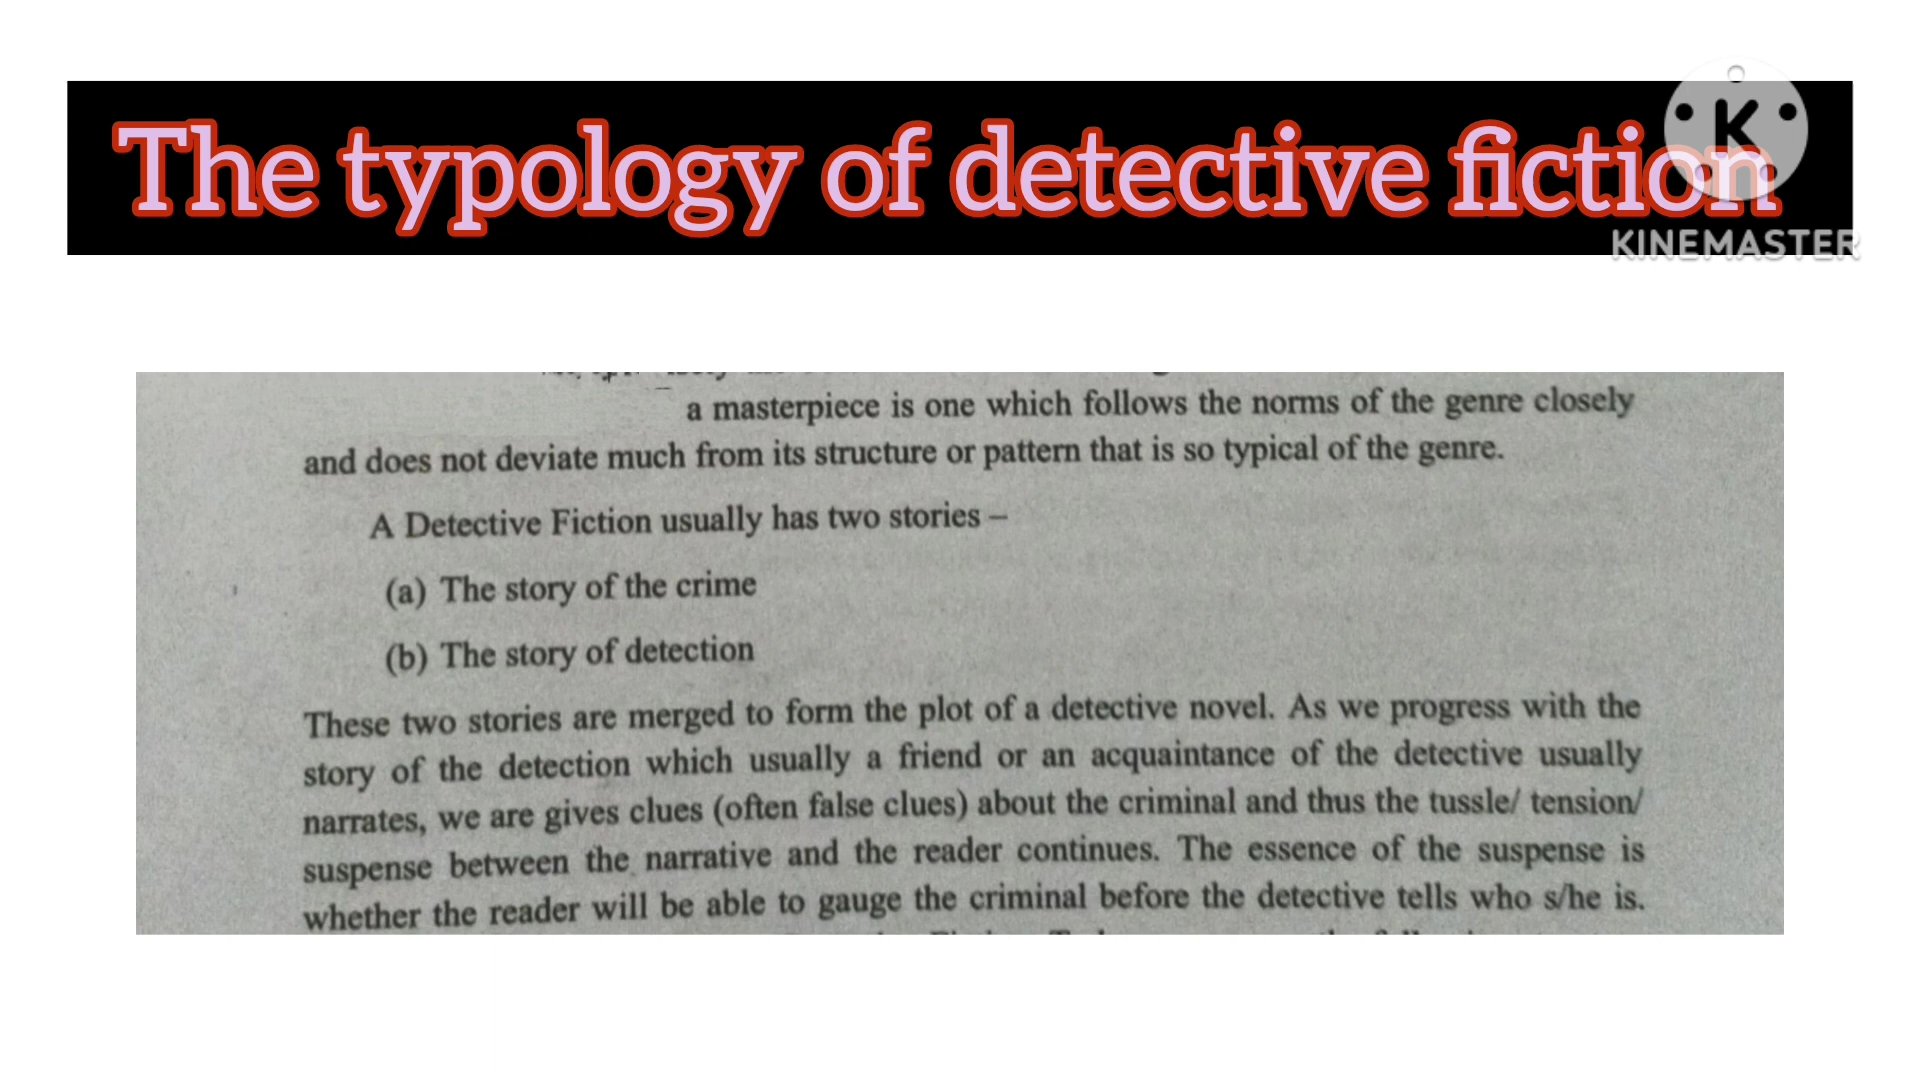 The typology of detective fiction
K
KINEMASTER
a masterpiece is one which follows the norms of the genre closely
and does not deviate much from its structure or pattern that is so typical of the genre.
A Detective Fiction usually has two stories –
(a) The story of the crime
(b) The story of detection
These two stories are merged to form the plot of a detective novel. As we progress with the
story of the detection which usually a friend or an acquaintance of the detective usually
narrates, we are gives clues (often false clues) about the criminal and thus the tussle/ tension/
suspense between the narrative and the reader continues. The essence of the suspense is
whether the reader will be able to gauge the criminal before the detective tells who s/he is.